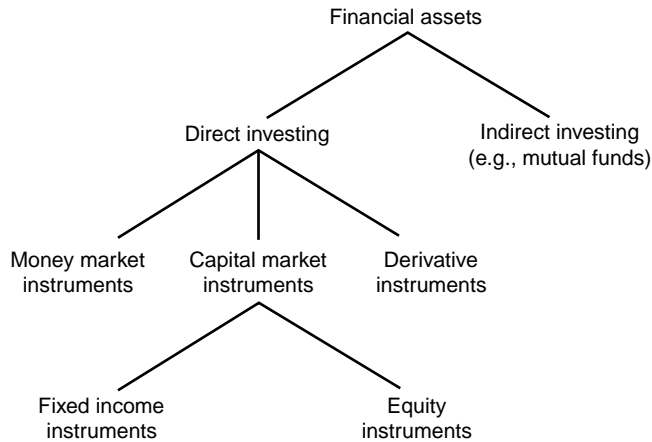 Financial assets
Direct investing
Indirect investing
(e.g., mutual funds)
Money market
instruments
Capital market
instruments
Derivative
instruments
Fixed income
instruments
Equity
instruments